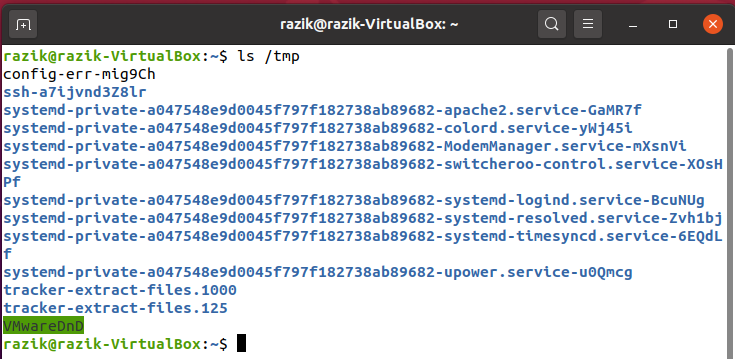 razik@razik-VirtualBox: ~
razik@razik-VirtualBox:~$ ls /tmp
config-err-mig9Ch
ssh-a7ijvnd3Z8lr
systemd-private-a047548e9d0045f797f182738ab89682-apache2.service-GaMR7f
systemd-private-a047548e9d0045f797f182738ab89682-colord.service-yWj45i
systemd-private-a047548e9d0045f797f182738ab89682-ModemManager.service-mXsnVi
systemd-private-a047548e9d0045f797f182738ab89682-switcheroo-control.service-XOsH
Pf
systemd-private-a047548e9d0045f797f182738ab89682-systemd-logind.service-BcuNUg
systemd-private-a047548e9d0045f797f182738ab89682-systemd-resolved.service-Zvh1bj
systemd-private-a047548e9d0045f797f182738ab89682-systemd-timesyncd.service-6EQdL
f
systemd-private-a047548e9d0045f797f182738ab89682-upower.service-u0Qmcg
tracker-extract-files.1000
tracker-extract-files.125
VMwareDnD
razik@razik-VirtualBox:~$